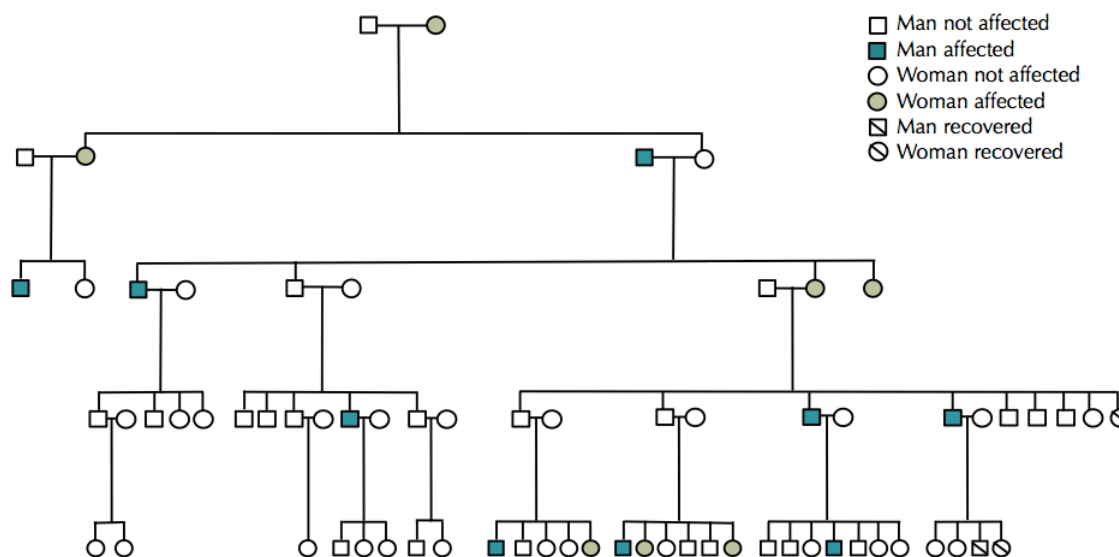 Man not affected
Man affected
Woman not affected
Woman affected
Man recovered
Woman recovered